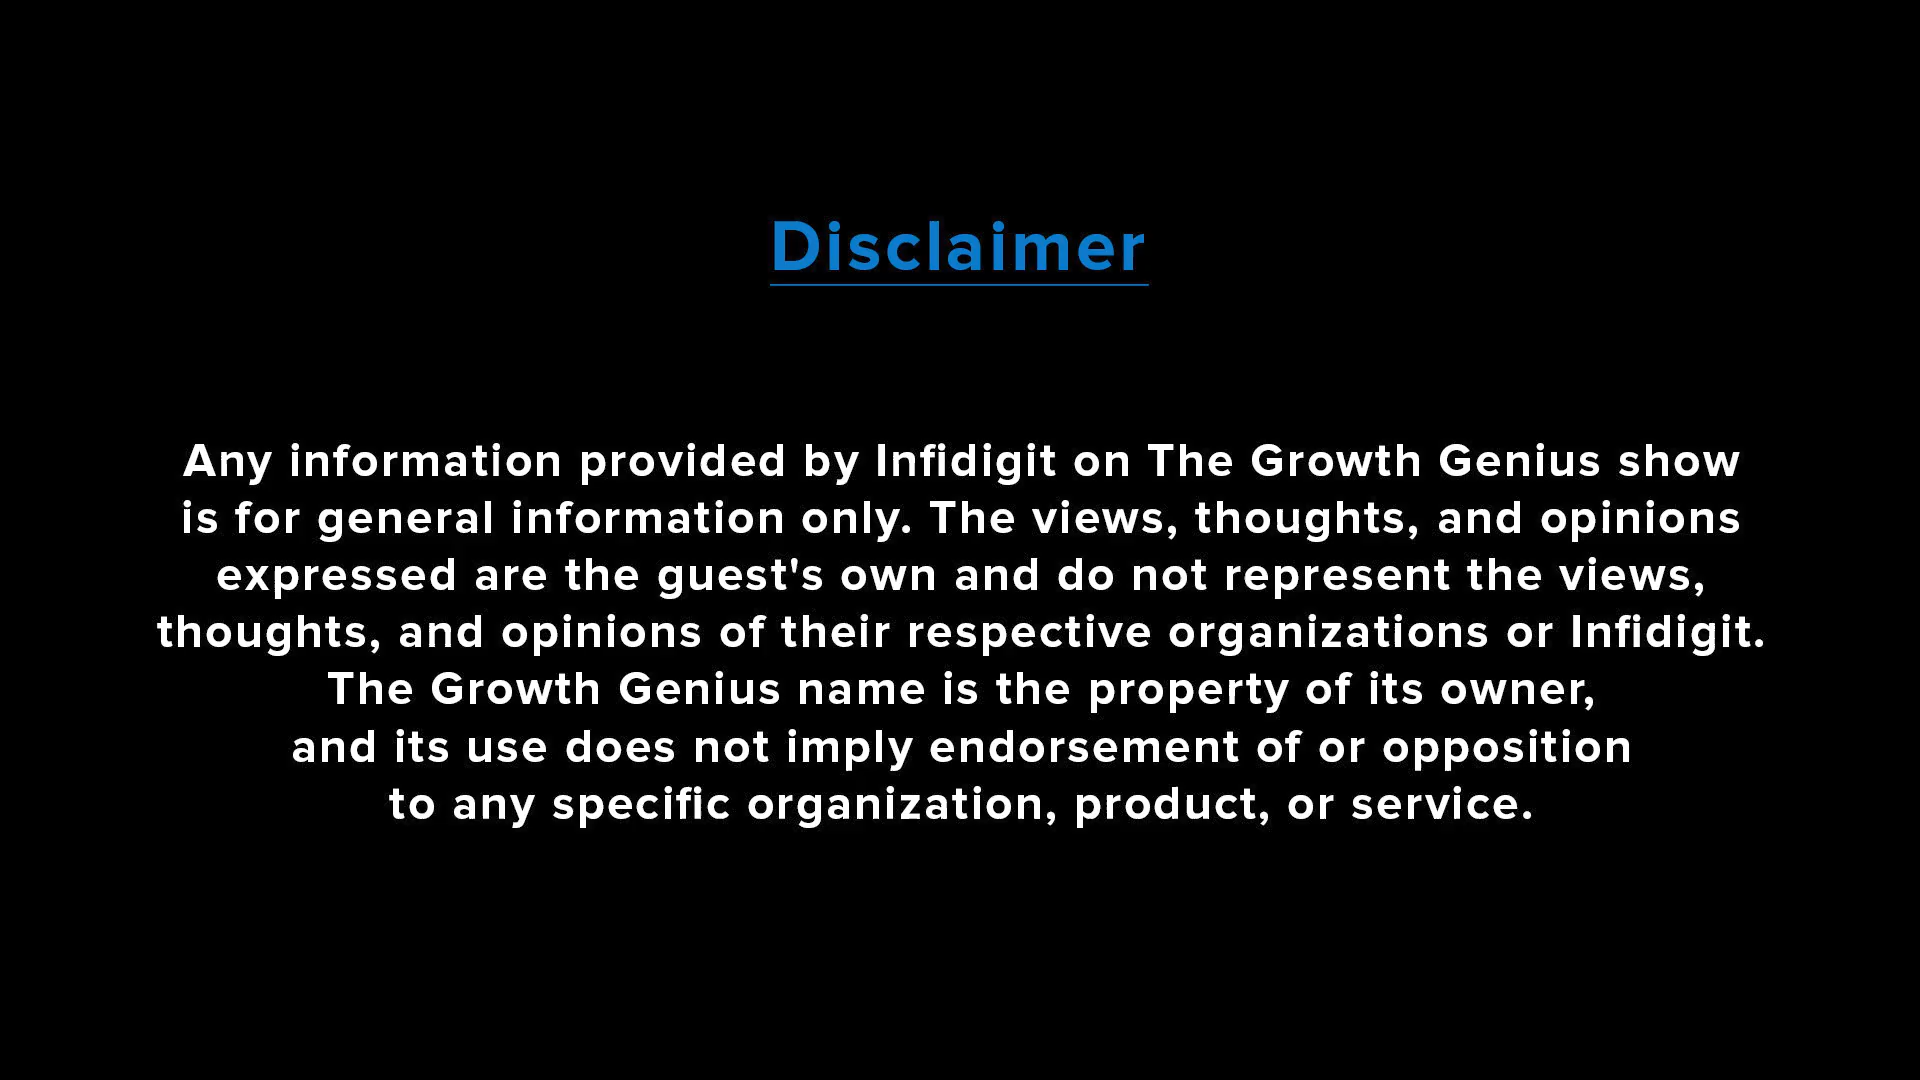 Disclaimer
Any information provided by Infidigit on The Growth Genius show
is for general information only. The views, thoughts, and opinions
expressed are the guest's own and do not represent the views,
thoughts, and opinions of their respective organizations or Infidigit.
The Growth Genius name is the property of its owner,
and its use does not imply endorsement of or opposition
to any specific organization, product, or service.